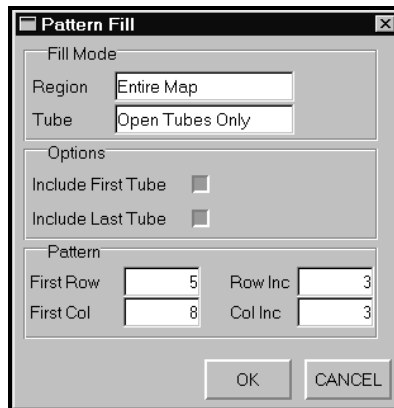 Pattern Fill
Fill Mode
Region Entire Map
Tube Open Tubes Only
Options
Include First Tube
Include Last Tube
Pattern
First Row 5 Row Inc 3
First Col 8 Col Inc 3
OK CANCEL